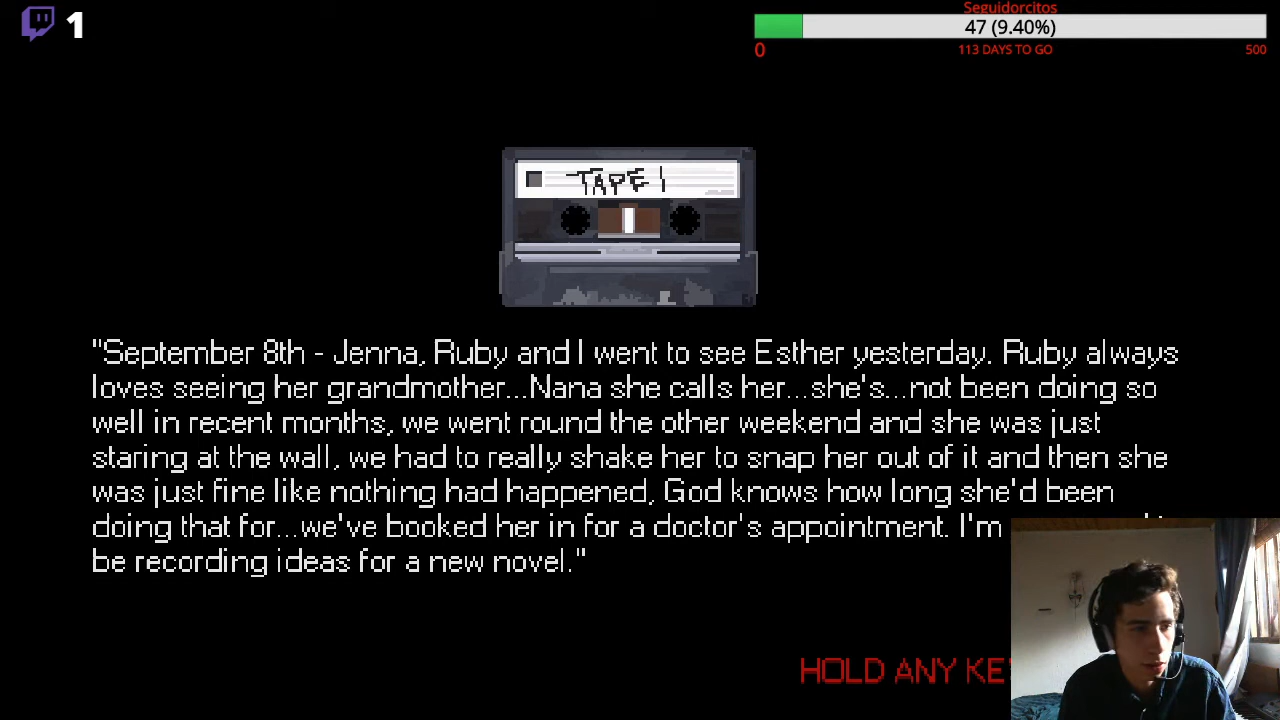 1
Seguidorcitos
47 (9.40%)
0 113 DAYS TO GO 500
TAPE 1
"September 8th - Jenna, Ruby and I went to see Esther yesterday. Ruby always
loves seeing her grandmother...Nana she calls her...she's...not been doing so
well in recent months, we went round the other weekend and she was just
staring at the wall, we had to really shake her to snap her out of it and then she
was just fine like nothing had happened, God knows how long she'd been
doing that for...we've booked her in for a doctor's appointment. I'm
be recording ideas for a new novel."
HOLD ANY